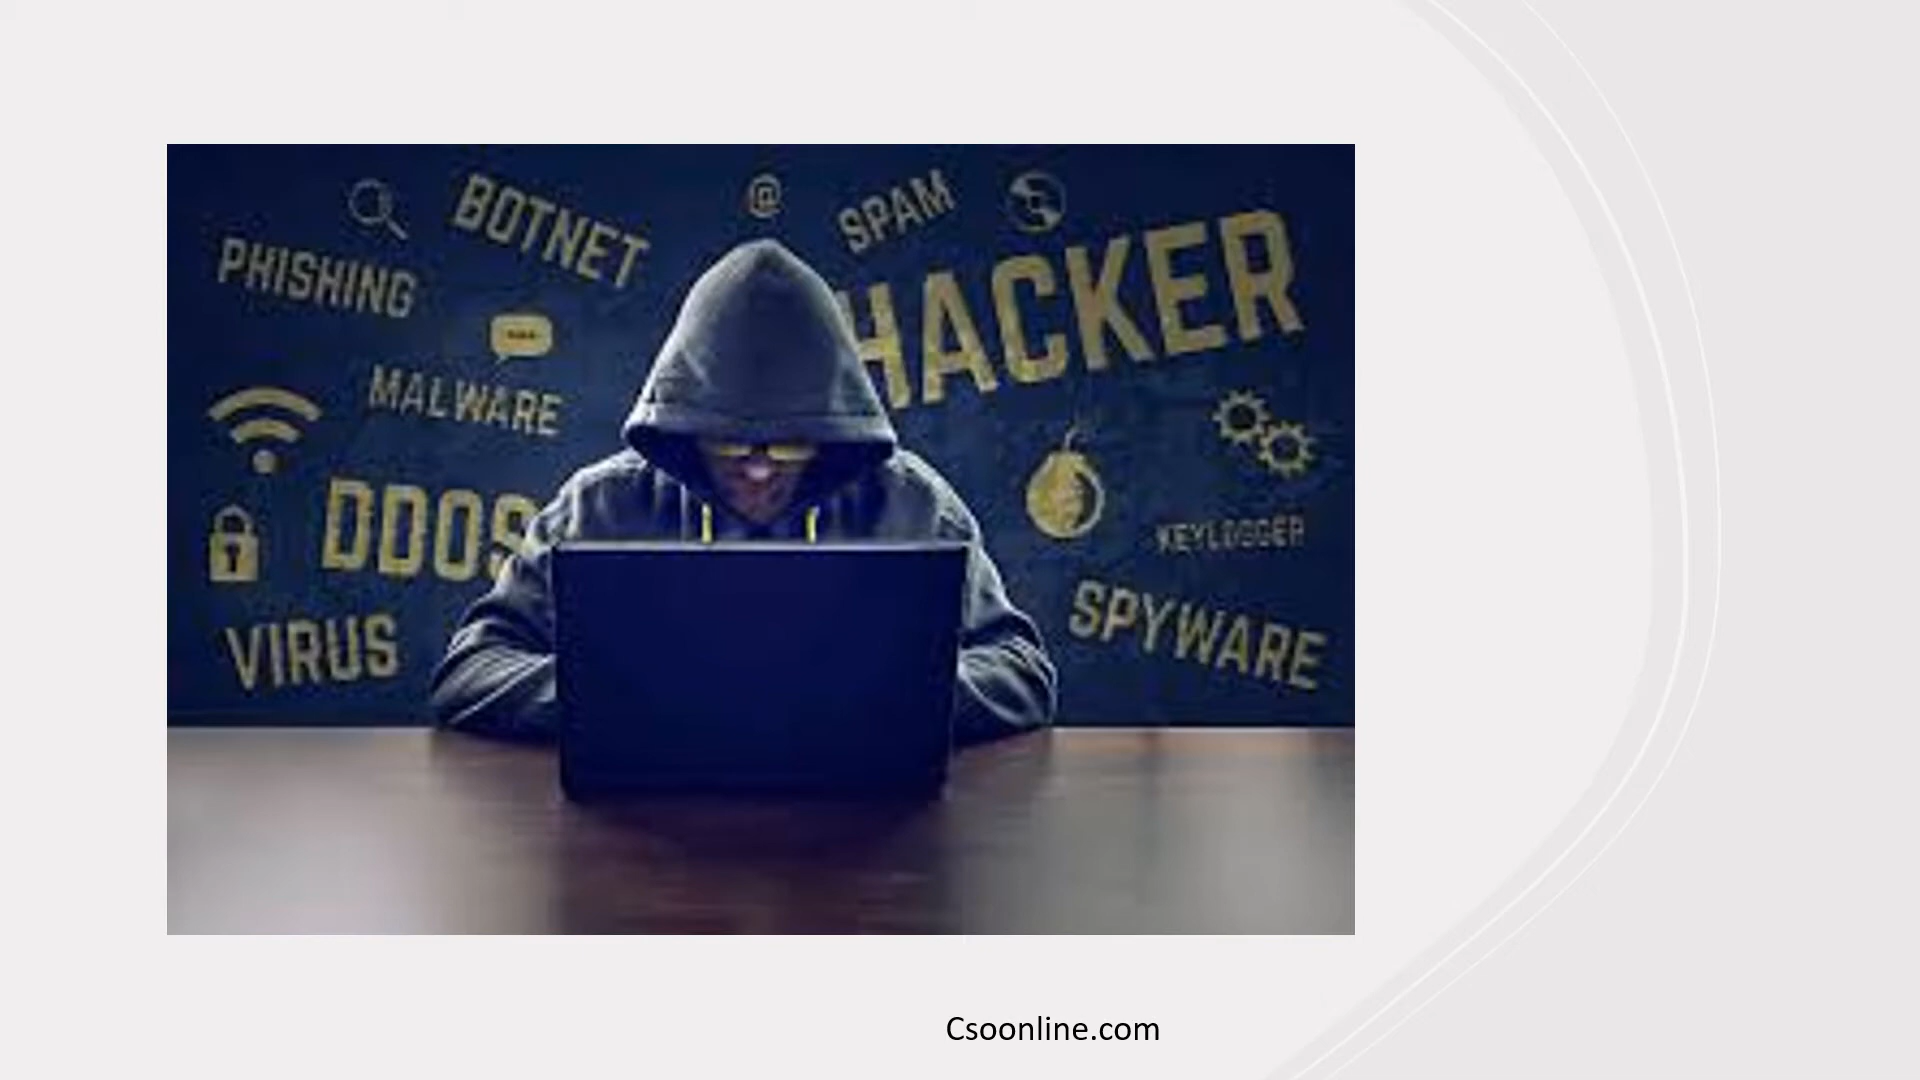 BOTNET
@
SPAM
PHISHING
HACKER
MALWARE
DDOS
KEYLOGGER
VIRUS
SPYWARE
Csoonline.com